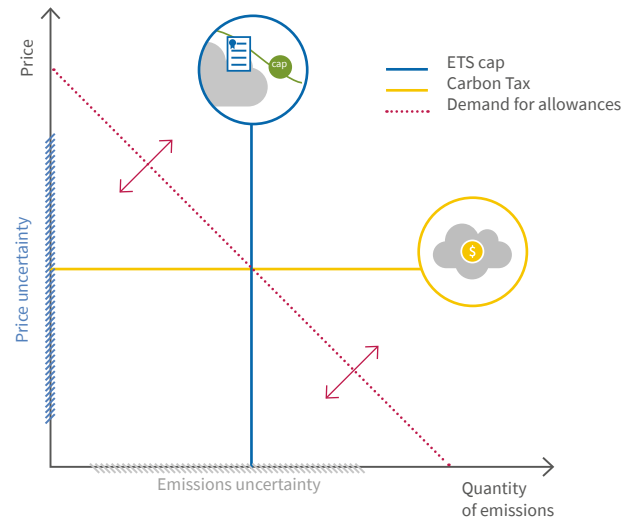 Price
cap
ETS cap
Carbon Tax
Demand for allowances
Price uncertainty
$
Emissions uncertainty
Quantity
of emissions